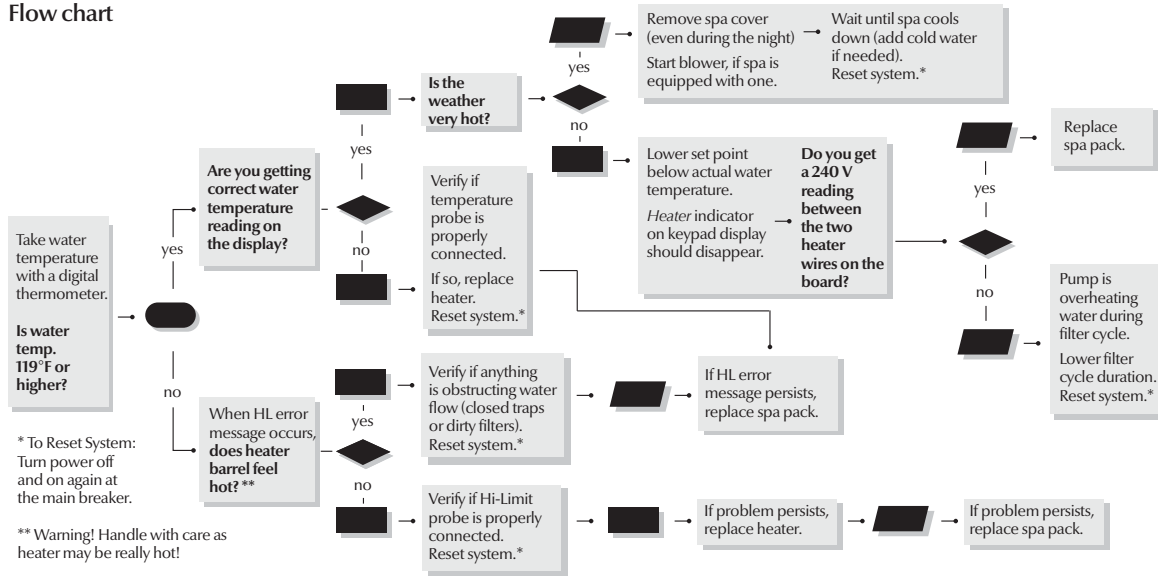 Flow chart
Take water
temperature
with a digital
thermometer.
Is water
temp.
119°F or
higher?
yes
no
Are you getting
correct water
temperature
reading on
the display?
yes
no
Is the
weather
very hot?
yes
no
Remove spa cover
(even during the night)
Start blower, if spa is
equipped with one.
Wait until spa cools
down (add cold water
if needed).
Reset system.*
Lower set point
below actual water
temperature.
Heater indicator
on keypad display
should disappear.
Do you get
a 240 V
reading
between
the two
heater
wires on the
board?
yes
no
Replace
spa pack.
Pump is
overheating
water during
filter cycle.
Lower filter
cycle duration.
Reset system.*
Verify if
temperature
probe is
properly
connected.
If so, replace
heater.
Reset system.*
When HL error
message occurs,
does heater
barrel feel
hot? **
yes
no
Verify if anything
is obstructing water
flow (closed traps
or dirty filters).
Reset system.*
If HL error
message persists,
replace spa pack.
Verify if Hi-Limit
probe is properly
connected.
Reset system.*
If problem persists,
replace heater.
If problem persists,
replace spa pack.
* To Reset System:
Turn power off
and on again at
the main breaker.
** Warning! Handle with care as
heater may be really hot!